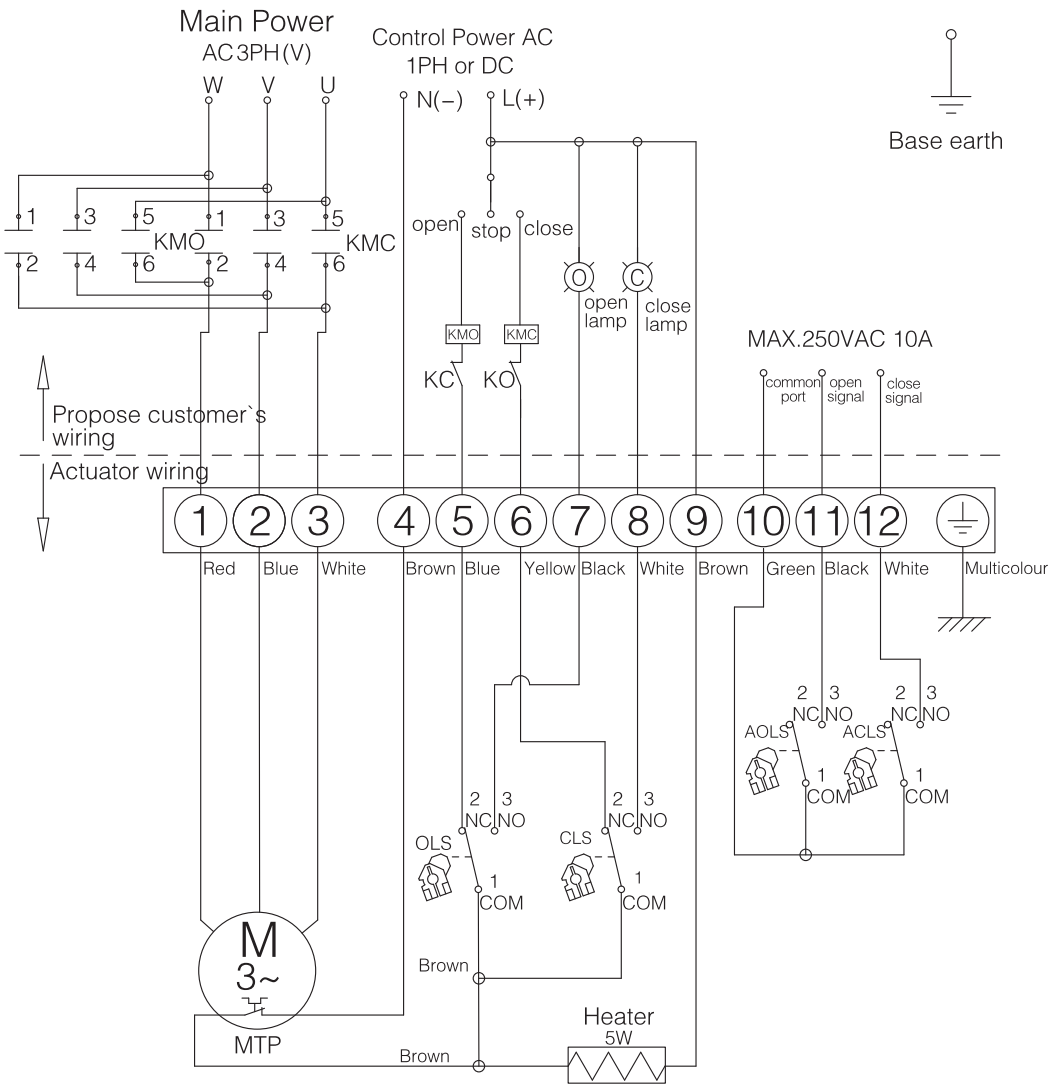 Main Power
AC 3PH (V)
W V U
Control Power AC
1PH or DC
N(−) L(+)
Base earth
1 3 5 1 3 5
KMO KMC
2 4 6 2 4 6
open stop close
O C
open lamp
close lamp
KMO KMC
KC KO
MAX.250VAC 10A
common port
open signal
close signal
Propose customer`s
wiring
Actuator wiring
1 2 3 4 5 6 7 8 9 10 11 12
Red Blue White Brown Blue Yellow Black White Brown Green Black White Multicolour
2 3 2 3
NC NO NC NO
AOLS ACLS
1 1
COM COM
2 3 2 3
NC NO NC NO
OLS CLS
1 1
COM COM
M
3~
MTP
Brown
Brown
Heater
5W